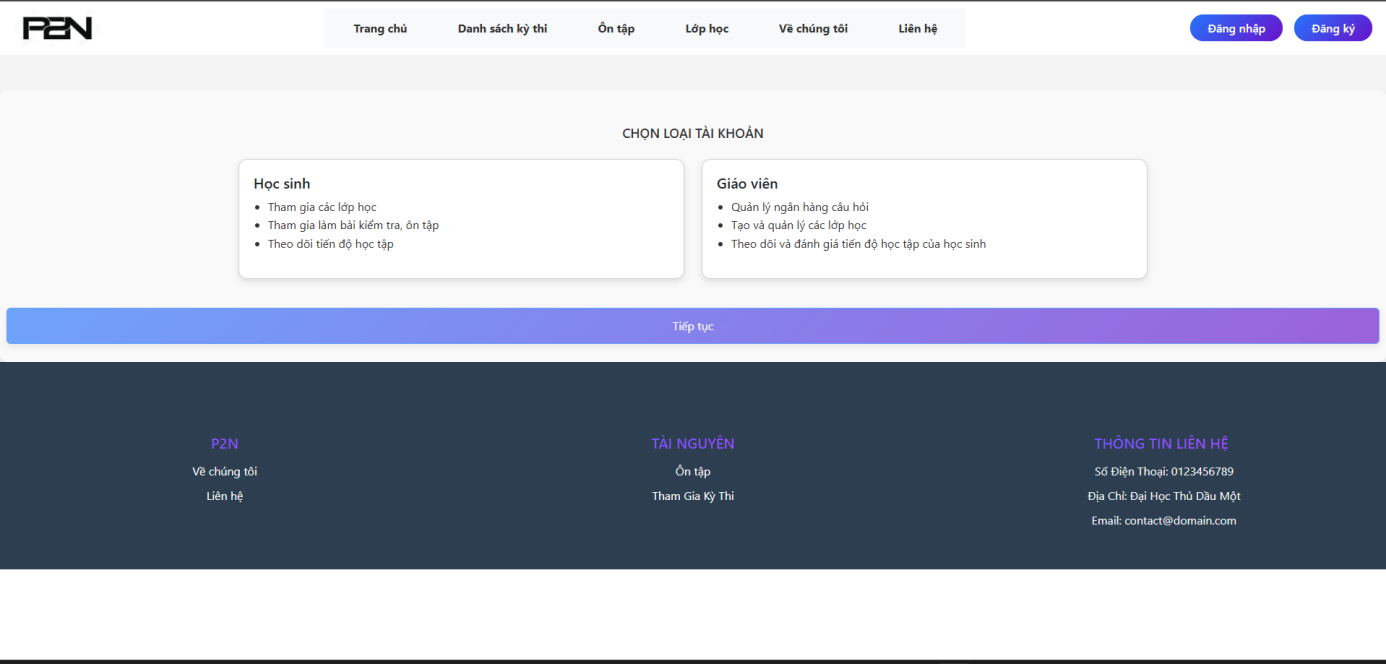 P2N
Trang chủ Danh sách kỳ thi Ôn tập Lớp học Về chúng tôi Liên hệ Đăng nhập Đăng ký
CHỌN LOẠI TÀI KHOẢN
Học sinh
Tham gia các lớp học
Tham gia làm bài kiểm tra, ôn tập
Theo dõi tiến độ học tập
Giáo viên
Quản lý ngân hàng câu hỏi
Tạo và quản lý các lớp học
Theo dõi và đánh giá tiến độ học tập của học sinh
Tiếp tục
P2N
Về chúng tôi
Liên hệ
TÀI NGUYÊN
Ôn tập
Tham Gia Kỳ Thi
THÔNG TIN LIÊN HỆ
Số Điện Thoại: 0123456789
Địa Chỉ: Đại Học Thủ Dầu Một
Email: contact@domain.com